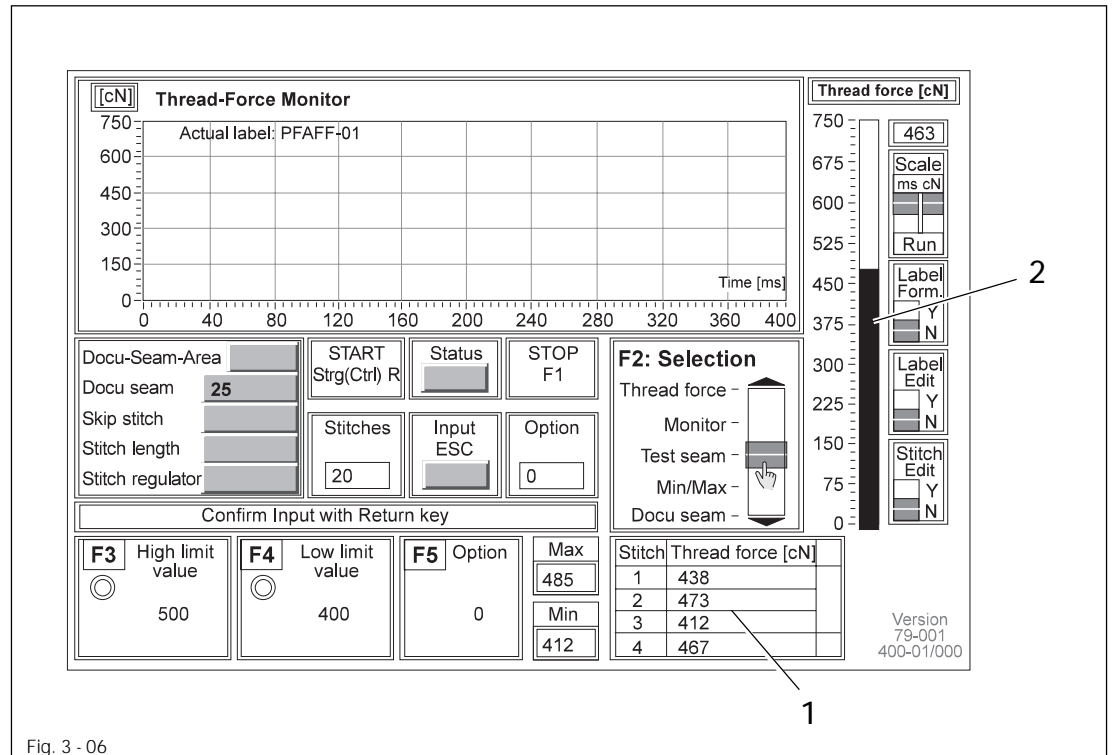 [cN] Thread-Force Monitor
Actual label: PFAFF-01
750
600
450
300
150
0
Time [ms]
0 40 80 120 160 200 240 280 320 360 400
Thread force [cN]
750
675
600
525
450
375
300
225
150
75
0
463
Scale
ms cN
Run
Label
Form.
Y
N
Label
Edit
Y
N
Stitch
Edit
Y
N
2
Docu-Seam-Area
Docu seam 25
Skip stitch
Stitch length
Stitch regulator
START
Strg(Ctrl) R
Status
STOP
F1
Stitches
20
Input
ESC
Option
0
F2: Selection
Thread force
Monitor
Test seam
Min/Max
Docu seam
Confirm Input with Return key
F3 High limit
value
500
F4 Low limit
value
400
F5 Option
0
Max
485
Min
412
Stitch Thread force [cN]
1 438
2 473
3 412
4 467
Version
79-001
400-01/000
1
Fig. 3 - 06